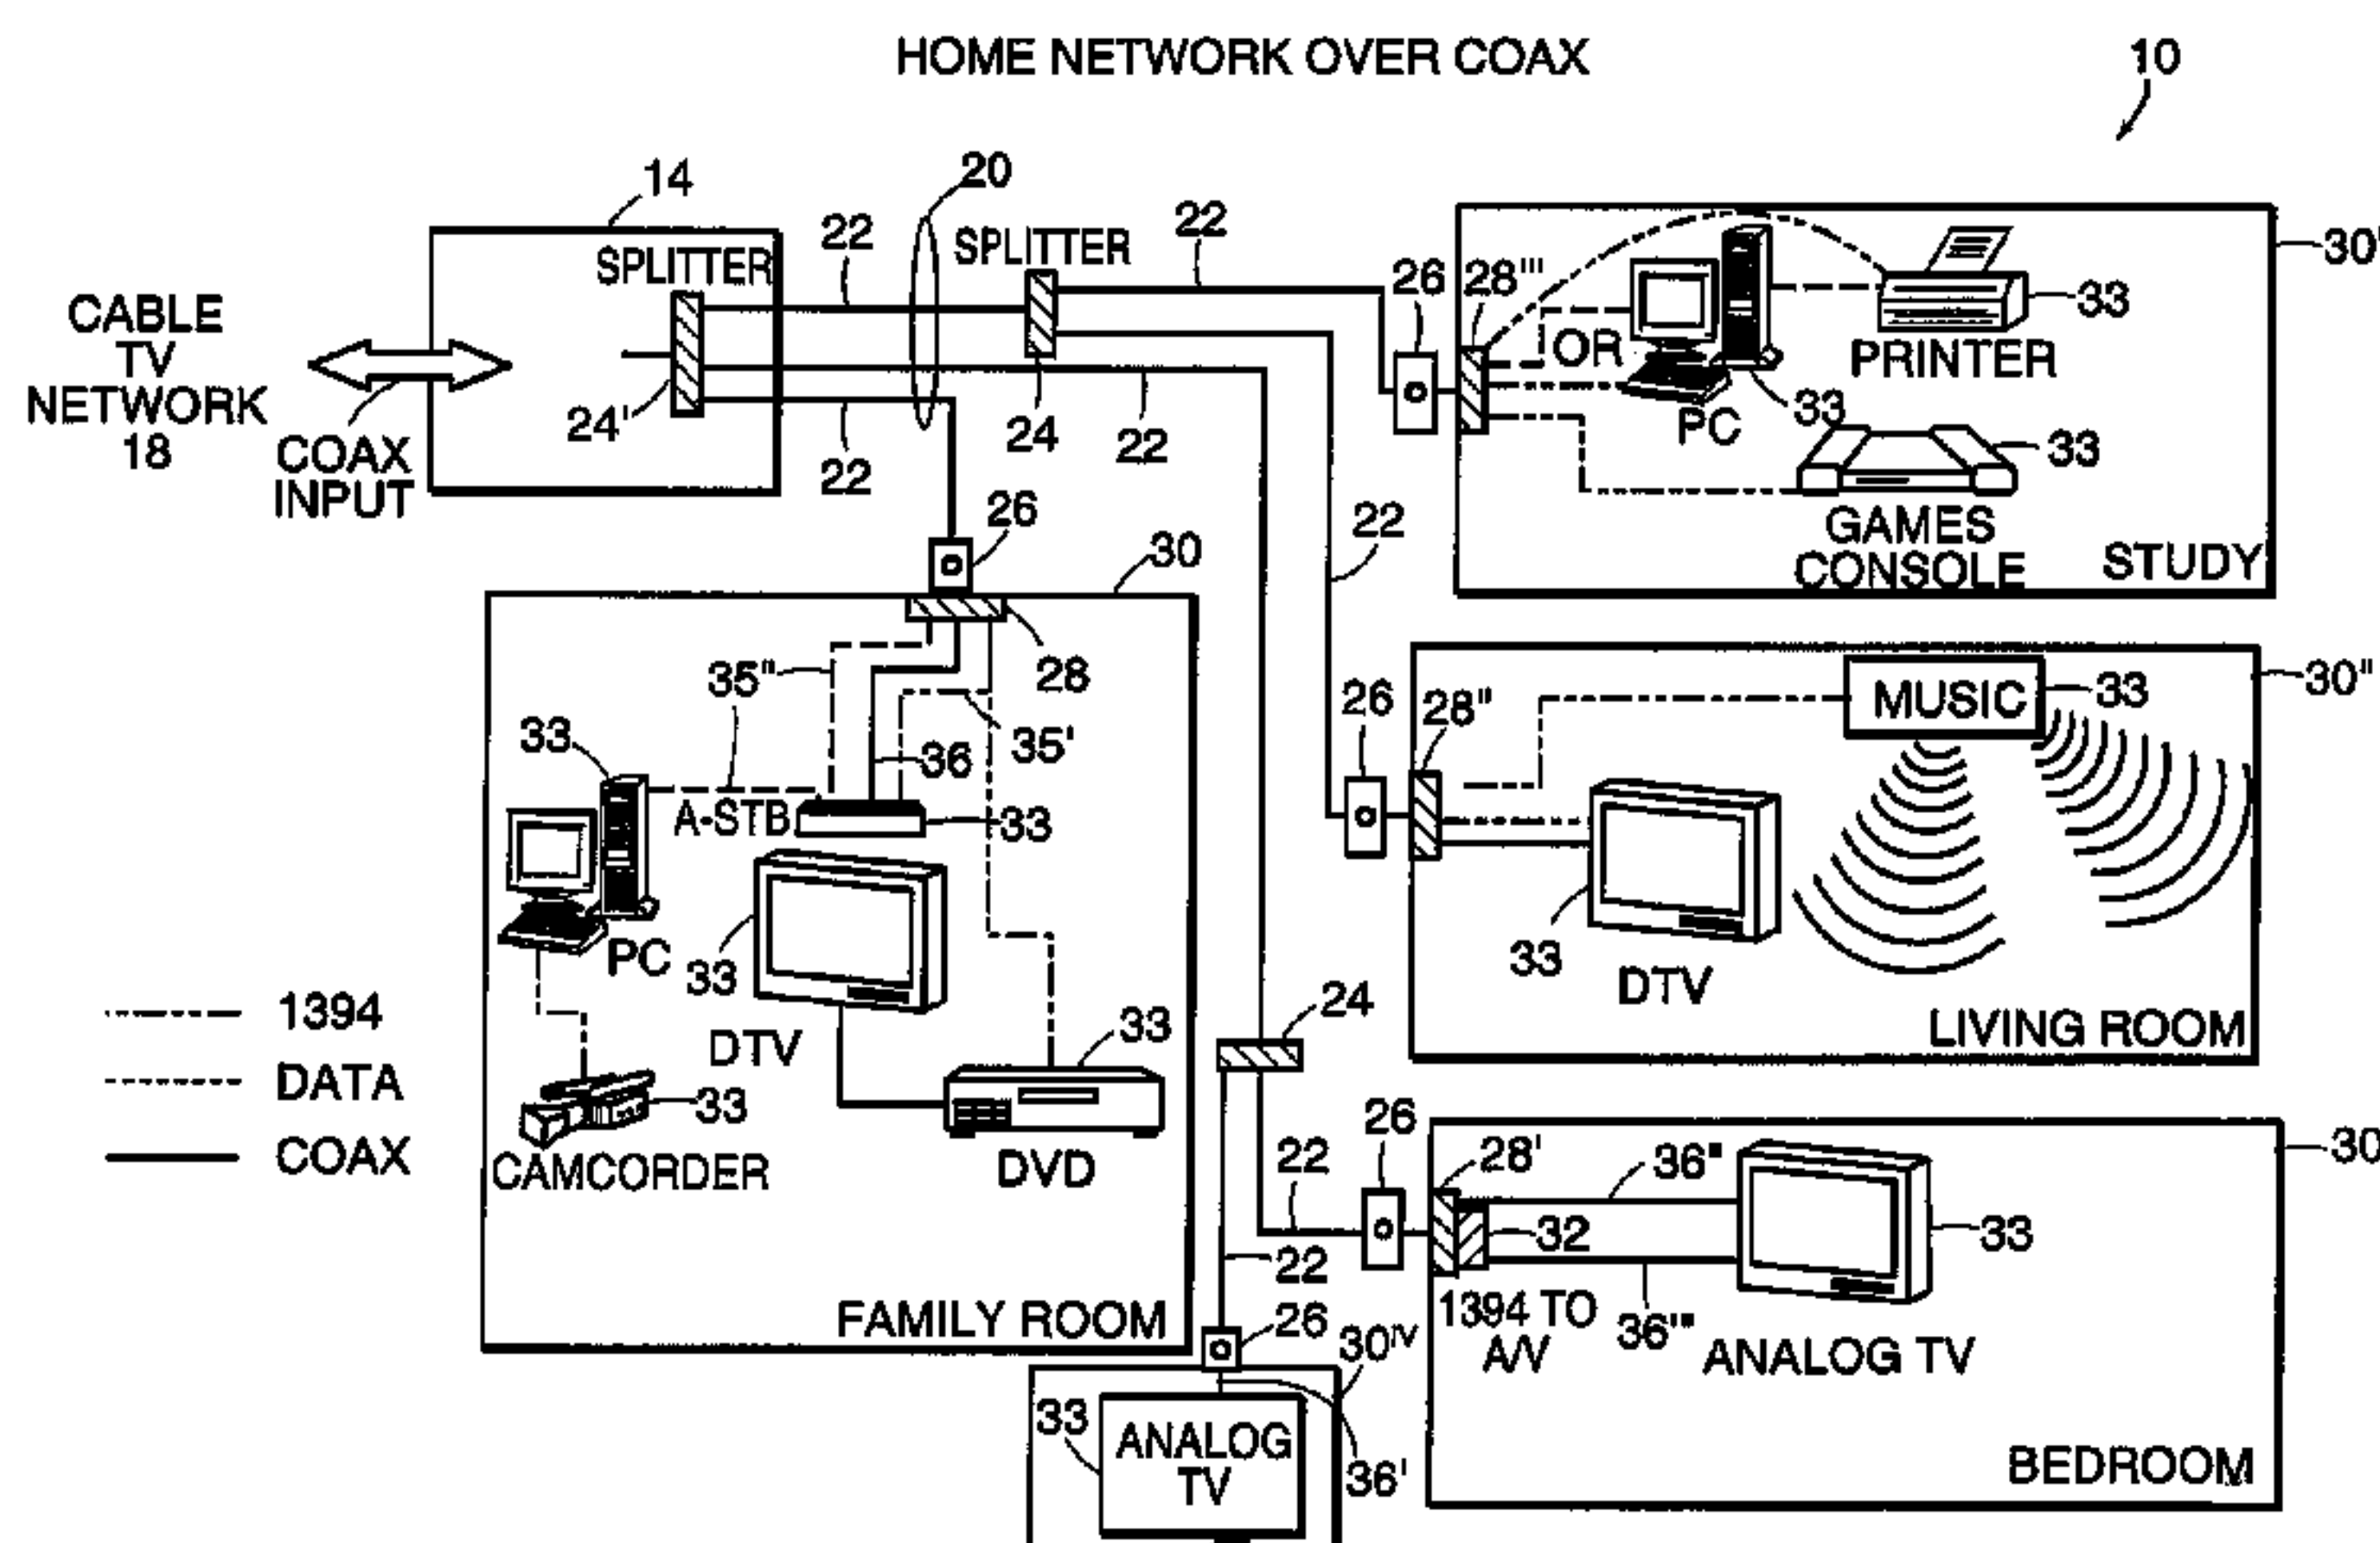 HOME NETWORK OVER COAX
10
14
20
SPLITTER
22
SPLITTER
22
CABLE
TV
NETWORK
18
COAX
INPUT
24'
22
24
22
26
28'''
OR
PC
33
PRINTER
33
33
GAMES
CONSOLE
STUDY
30'
26
30
28
35"
35'
36
33
A-STB
33
PC
33
DTV
33
DVD
33
CAMCORDER
FAMILY ROOM
1394
DATA
COAX
22
26
28"
MUSIC
33
30"
33
DTV
LIVING ROOM
24
22
22
26
28'
32
36"
36'"
1394 TO
A/V
ANALOG TV
33
30
BEDROOM
26
30IV
33
ANALOG
TV
36'